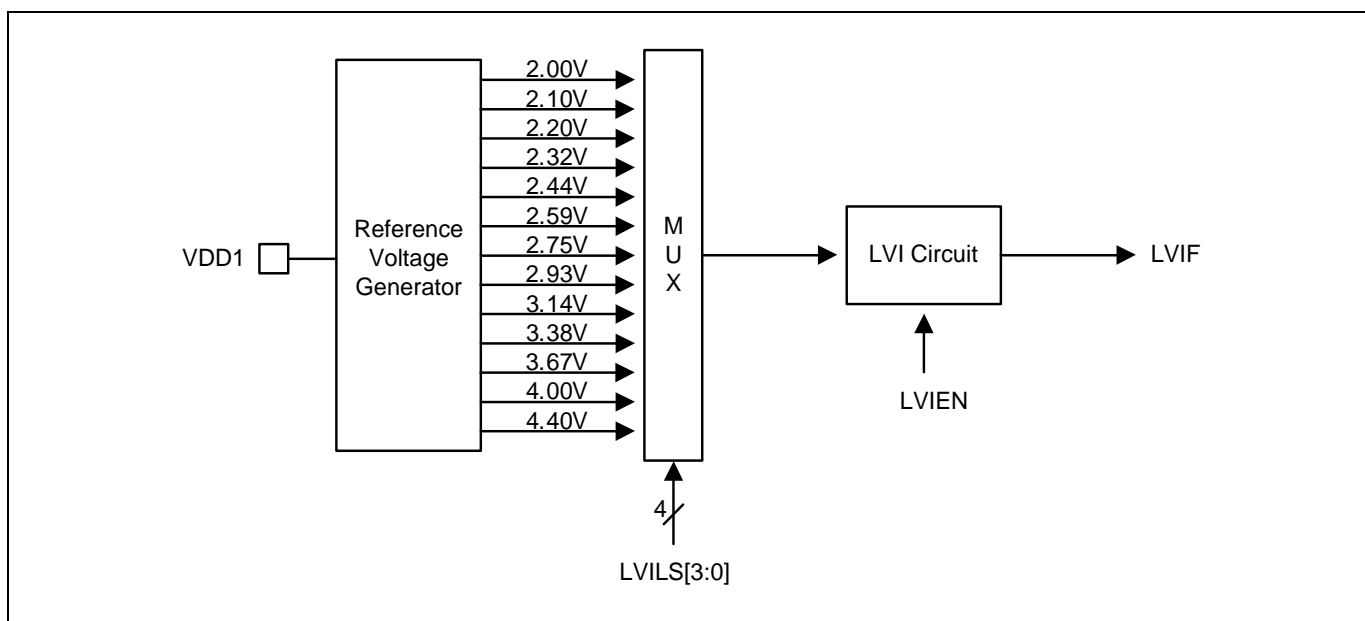 VDD1
Reference
Voltage
Generator
2.00V
2.10V
2.20V
2.32V
2.44V
2.59V
2.75V
2.93V
3.14V
3.38V
3.67V
4.00V
4.40V
M
U
X
4
LVILS[3:0]
LVI Circuit
LVIEN
LVIF